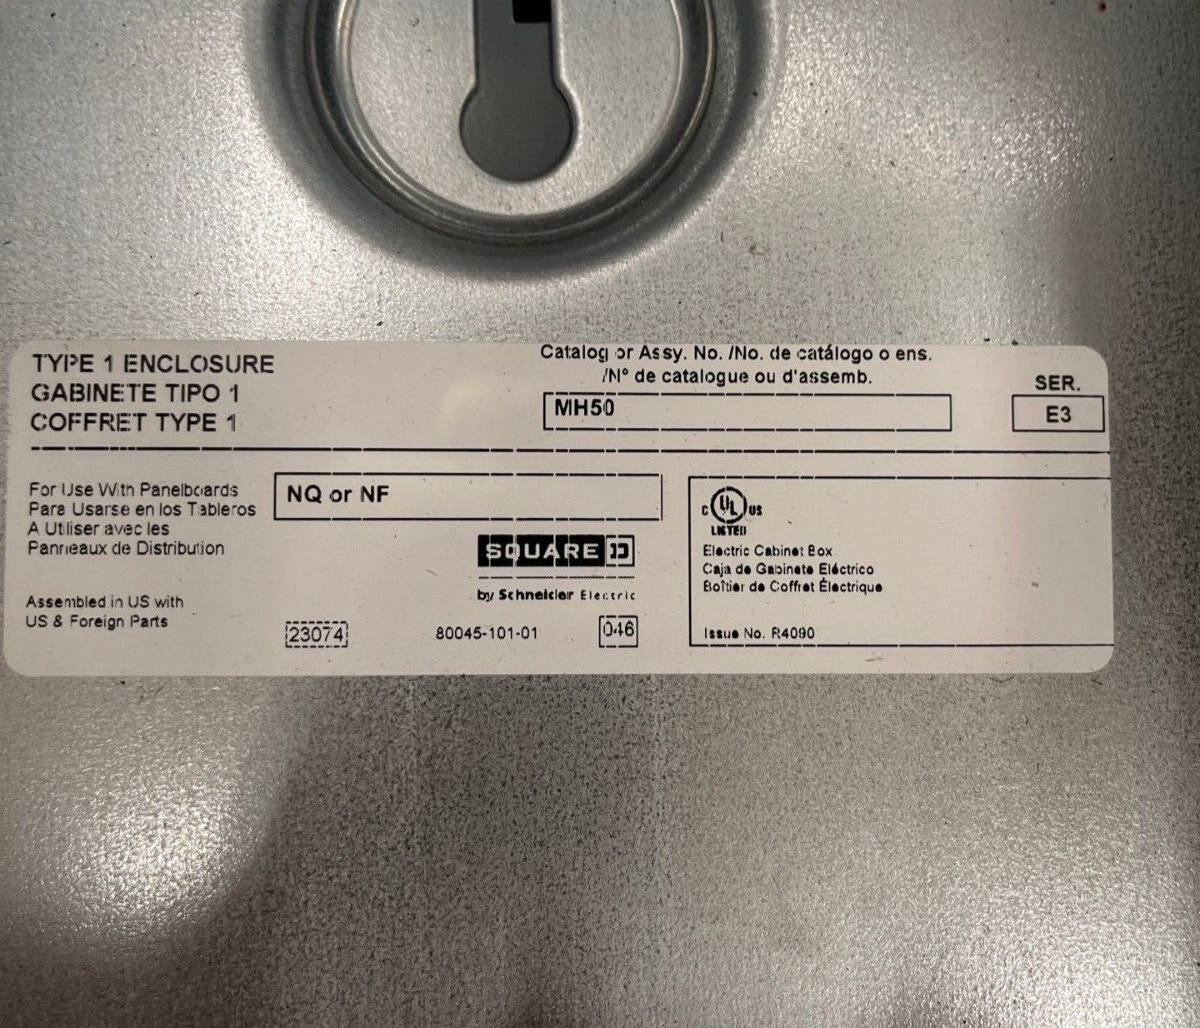 TYPE 1 ENCLOSURE
GABINETE TIPO 1
COFFRET TYPE 1
Catalog or Assy. No. /No. de catálogo o ens.
/N° de catalogue ou d'assemb.
MH50
SER.
E3
For Use With Panelboards
Para Usarse en los Tableros
A Utiliser avec les
Panneaux de Distribution
NQ or NF
SQUARE D
by Schneider Electric
Assembled in US with
US & Foreign Parts
23074
80045-101-01
046
C UL US
LISTED
Electric Cabinet Box
Caja de Gabinete Eléctrico
Boîtier de Coffret Électrique
Issue No. R4090